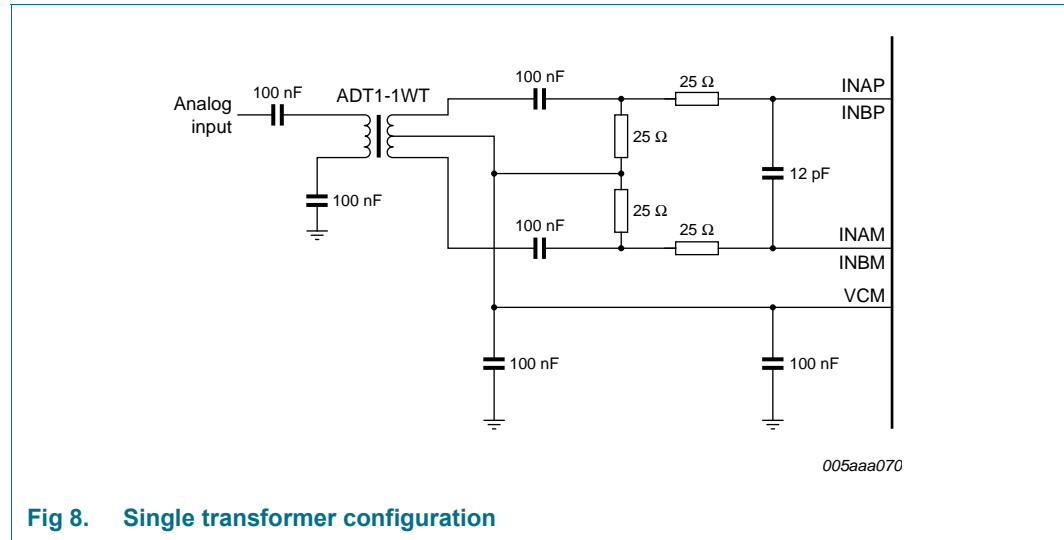 100 nF
ADT1-1WT
100 nF
25 Ω
INAP
Analog
input
INBP
25 Ω
12 pF
100 nF
25 Ω
100 nF
25 Ω
INAM
INBM
VCM
100 nF
100 nF
005aaa070
Fig 8. Single transformer configuration